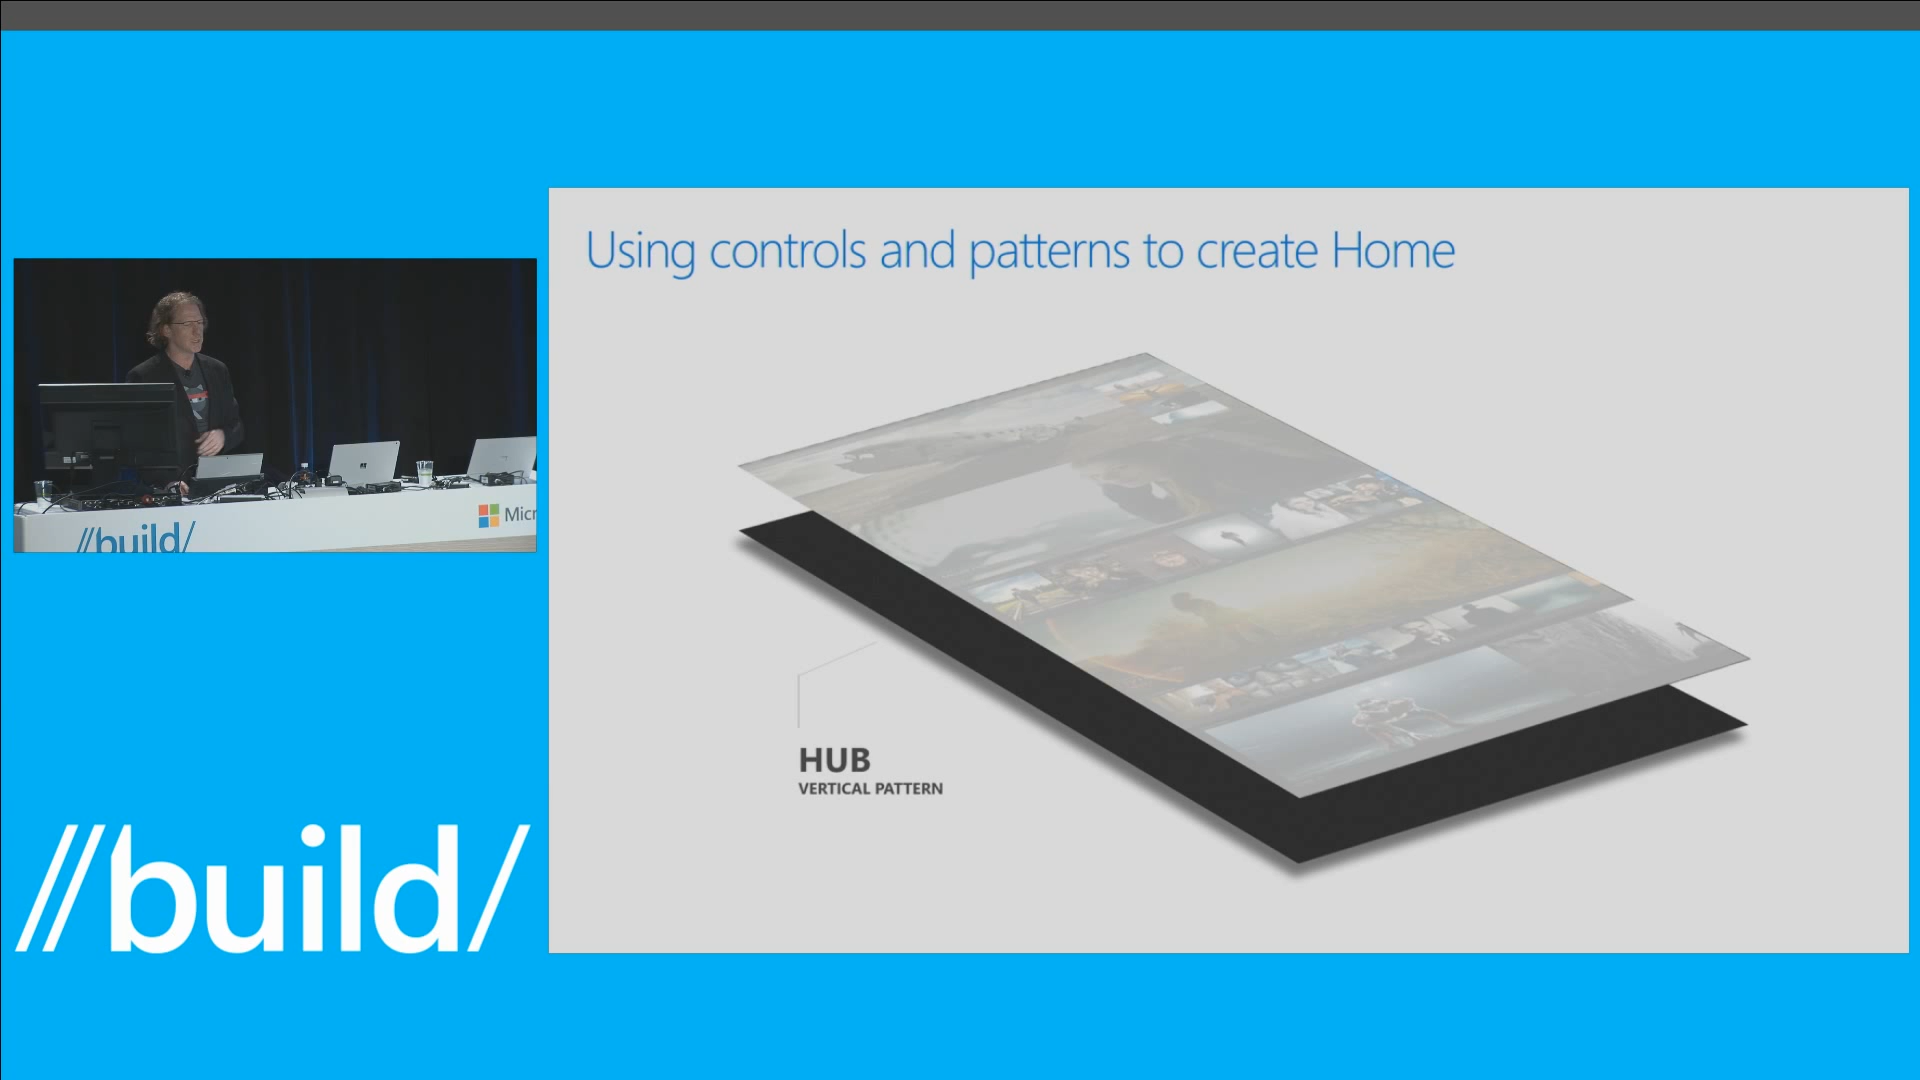 Using controls and patterns to create Home
//build/
Micr
HUB
VERTICAL PATTERN
//build/